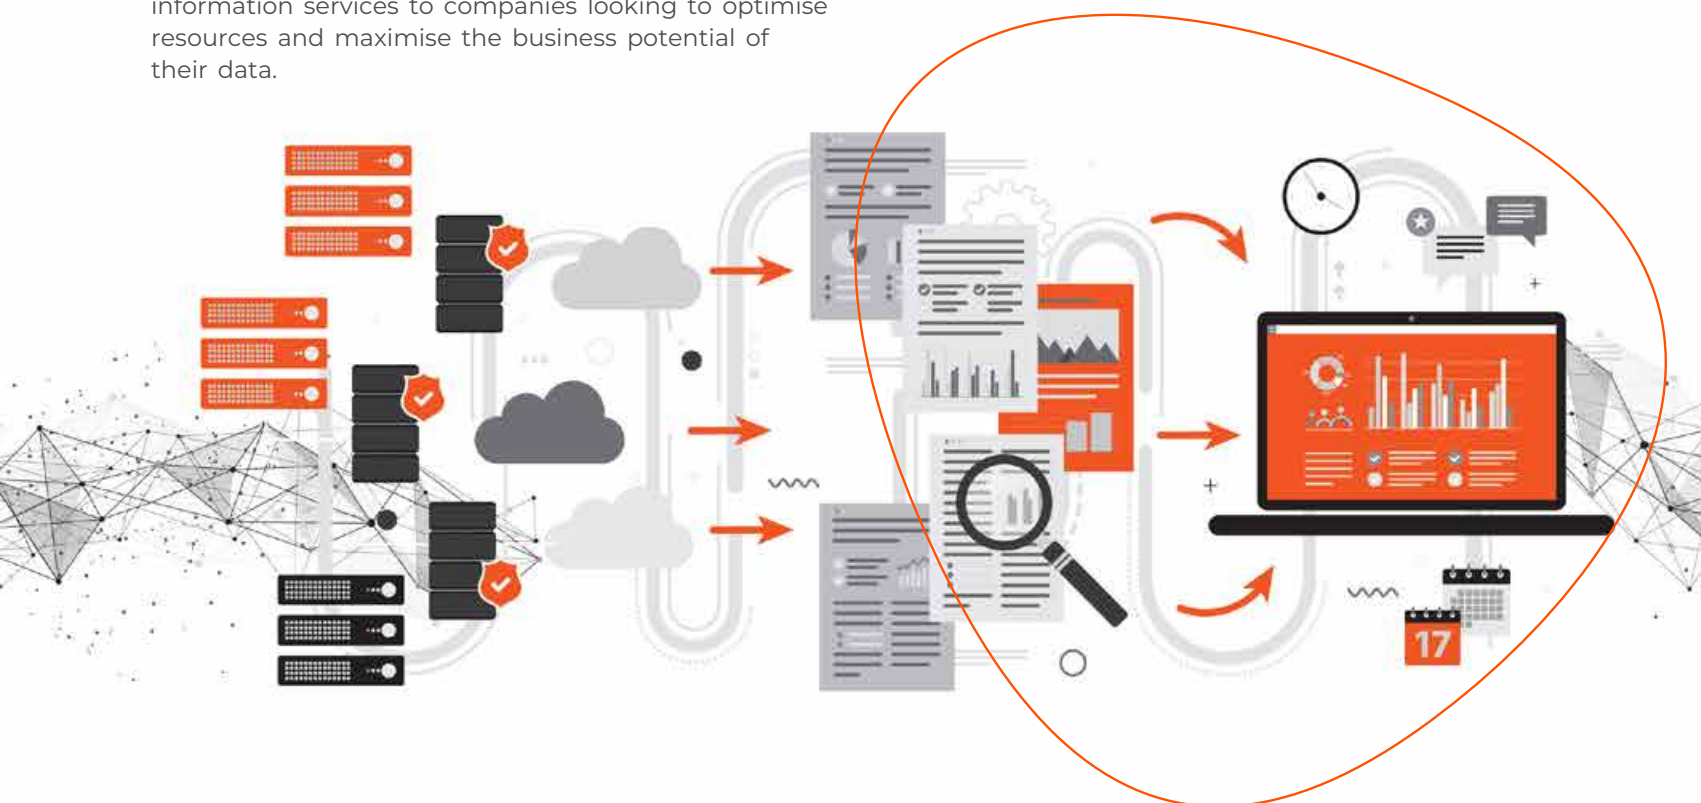 information services to companies looking to optimise
resources and maximise the business potential of
their data.
17